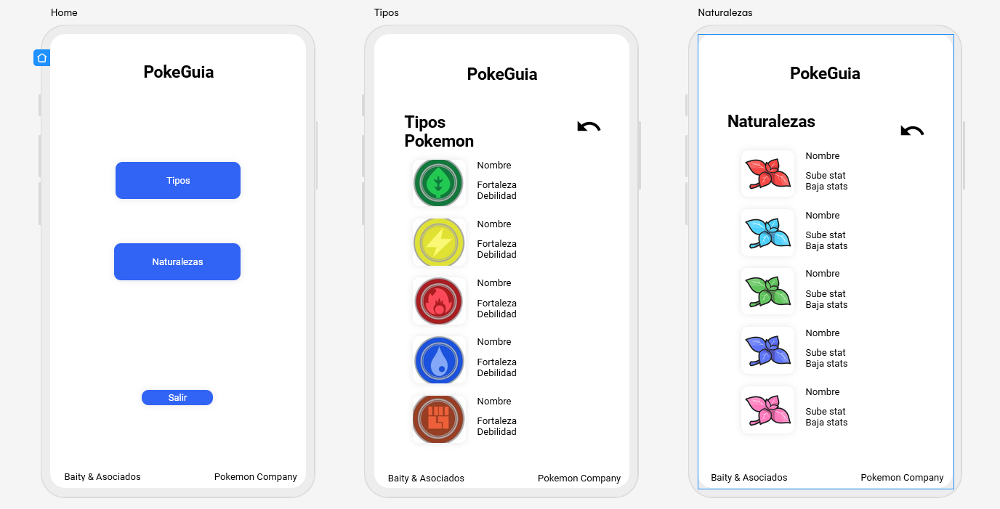 Home
PokeGuia
Tipos
Naturalezas
Salir
Baity & Asociados
Pokemon Company
Tipos
PokeGuia
Tipos
Pokemon
Nombre
Fortaleza
Debilidad
Nombre
Fortaleza
Debilidad
Nombre
Fortaleza
Debilidad
Nombre
Fortaleza
Debilidad
Nombre
Fortaleza
Debilidad
Baity & Asociados
Pokemon Company
Naturalezas
PokeGuia
Naturalezas
Nombre
Sube stat
Baja stats
Nombre
Sube stat
Baja stats
Nombre
Sube stat
Baja stats
Nombre
Sube stat
Baja stats
Nombre
Sube stat
Baja stats
Baity & Asociados
Pokemon Company